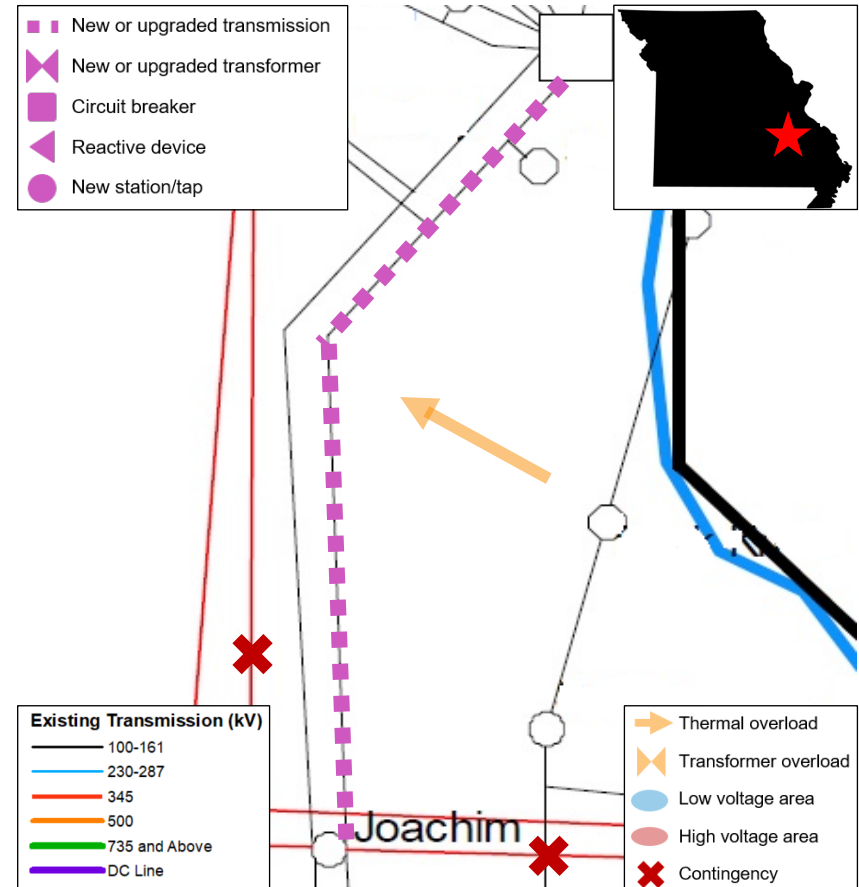 New or upgraded transmission
New or upgraded transformer
Circuit breaker
Reactive device
New station/tap
Joachim
Existing Transmission (kV)
100-161
230-287
345
500
735 and Above
DC Line
Thermal overload
Transformer overload
Low voltage area
High voltage area
Contingency